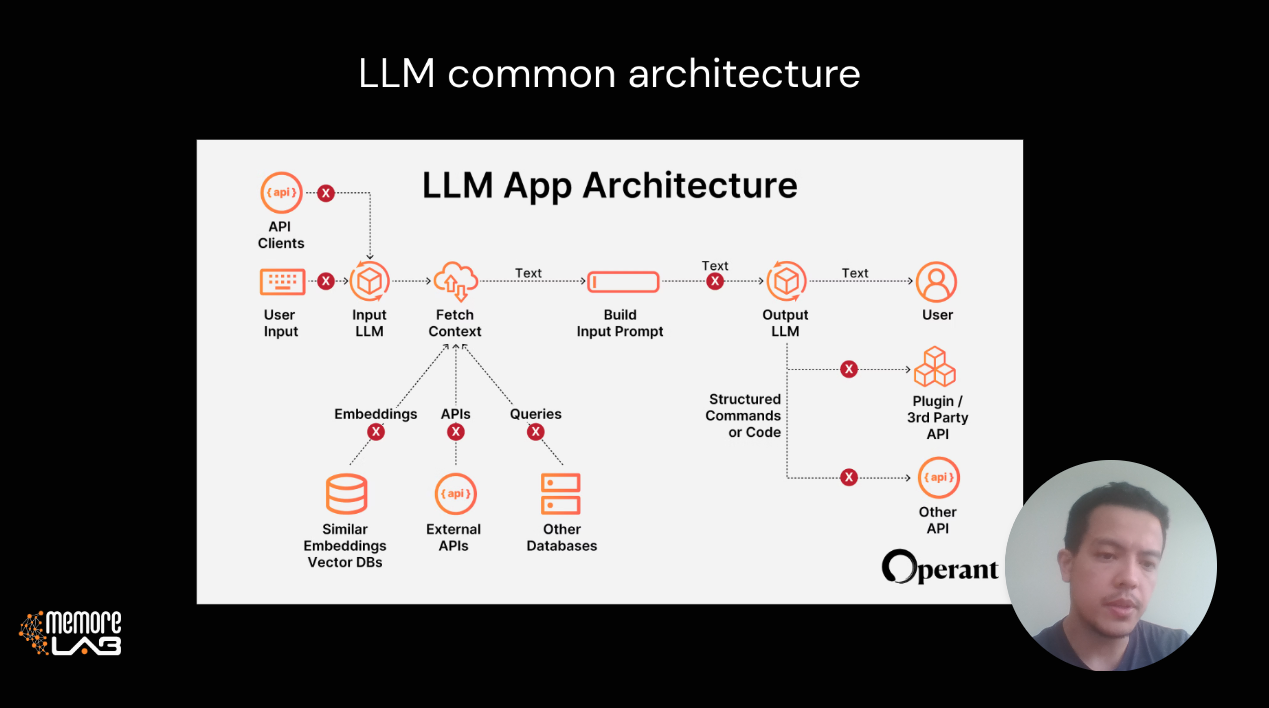 LLM common architecture
LLM App Architecture
{ api }
X
API
Clients
X
User
Input
Input
LLM
Fetch
Context
Text
Build
Input Prompt
Text
X
Output
LLM
Text
User
Embeddings
X
APIs
X
Queries
X
Similar
Embeddings
Vector DBs
{ api }
External
APIs
Other
Databases
Structured
Commands
or Code
X
Plugin /
3rd Party
API
X
{ api }
Other
API
Operant
memore
LAB